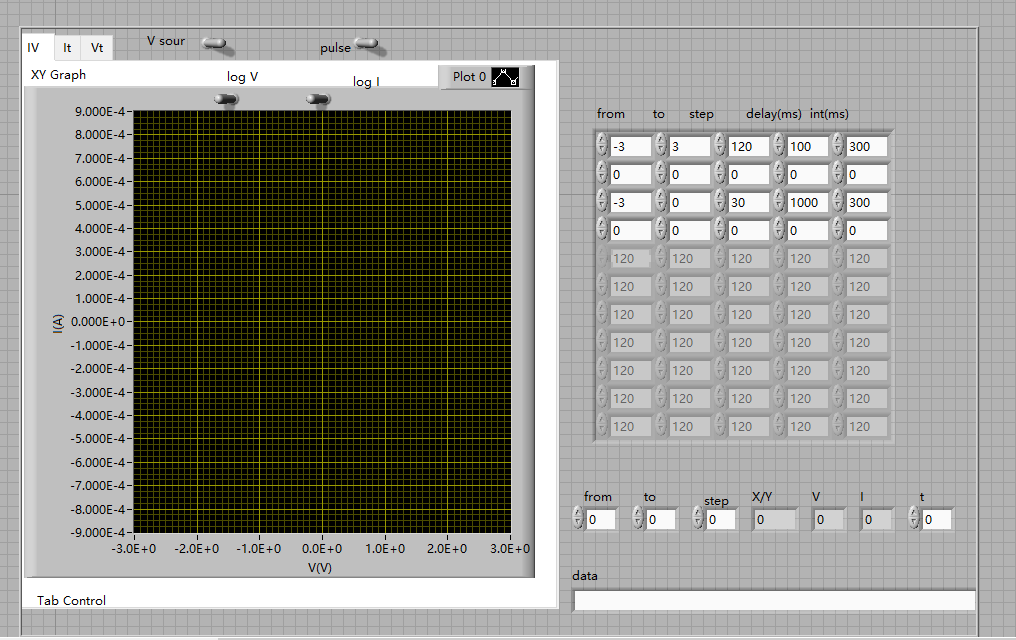 IV It Vt V sour pulse
XY Graph log V log I Plot 0
9.000E-4
8.000E-4
7.000E-4
6.000E-4
5.000E-4
4.000E-4
3.000E-4
2.000E-4
1.000E-4
0.000E+0
-1.000E-4
-2.000E-4
-3.000E-4
-4.000E-4
-5.000E-4
-6.000E-4
-7.000E-4
-8.000E-4
-9.000E-4
I(A)
-3.0E+0 -2.0E+0 -1.0E+0 0.0E+0 1.0E+0 2.0E+0 3.0E+0
V(V)
Tab Control
from to step delay(ms) int(ms)
-3 3 120 100 300
0 0 0 0 0
-3 0 30 1000 300
0 0 0 0 0
120 120 120 120 120
120 120 120 120 120
120 120 120 120 120
120 120 120 120 120
120 120 120 120 120
120 120 120 120 120
120 120 120 120 120
from to step X/Y V I t
0 0 0 0 0 0 0
data